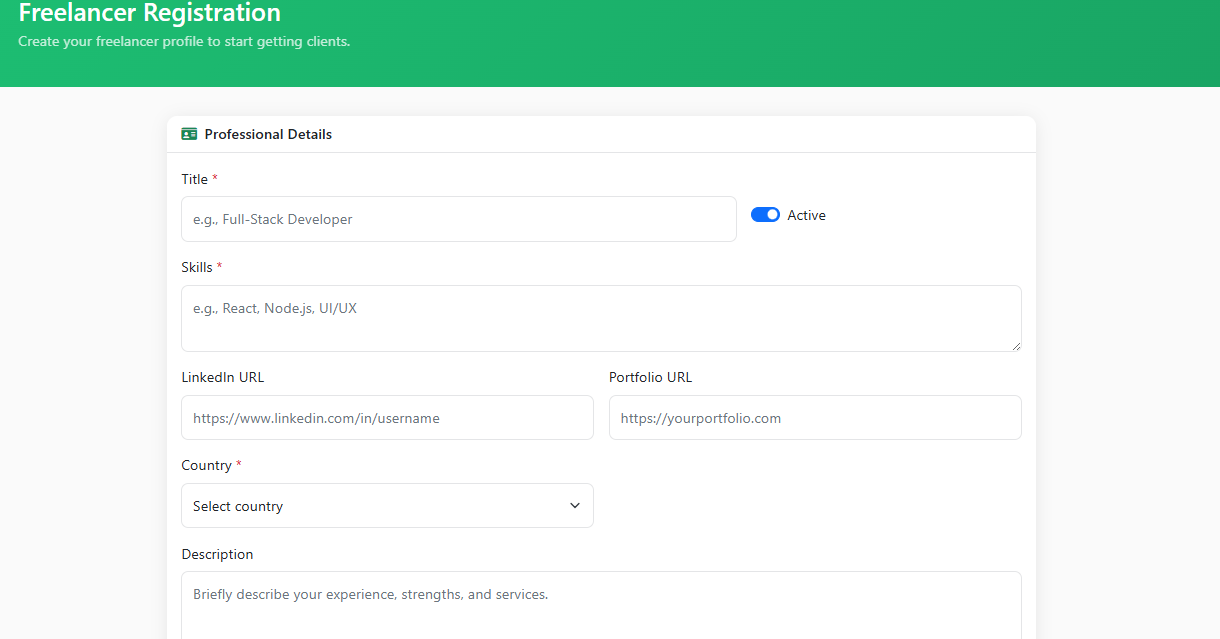 Freelancer Registration
Create your freelancer profile to start getting clients.
Professional Details
Title *
e.g., Full-Stack Developer
Active
Skills *
e.g., React, Node.js, UI/UX
LinkedIn URL
Portfolio URL
https://www.linkedin.com/in/username
https://yourportfolio.com
Country *
Select country
Description
Briefly describe your experience, strengths, and services.